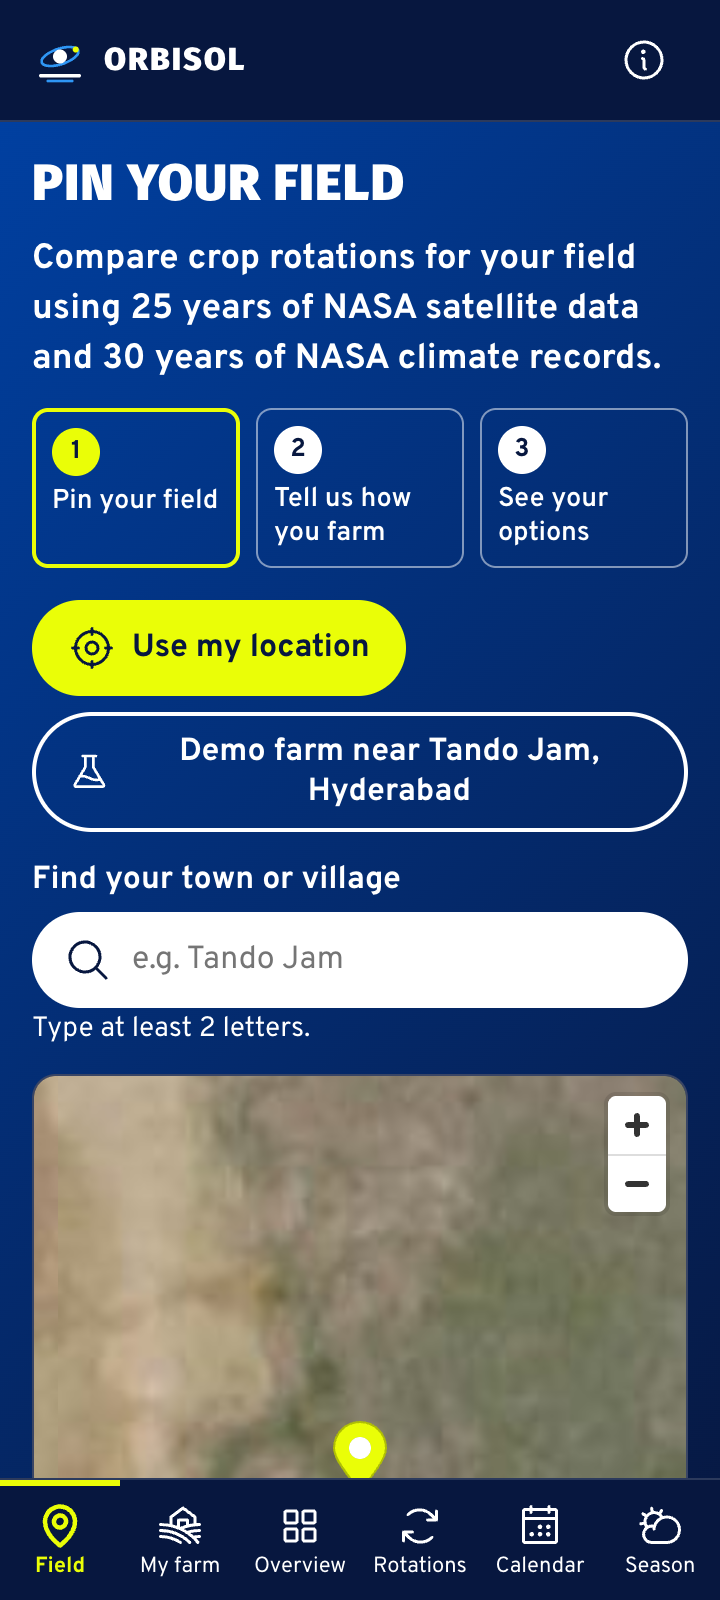 ORBISOL
PIN YOUR FIELD
Compare crop rotations for your field
using 25 years of NASA satellite data
and 30 years of NASA climate records.
1
Pin your field
2
Tell us how
you farm
3
See your
options
Use my location
Demo farm near Tando Jam,
Hyderabad
Find your town or village
e.g. Tando Jam
Type at least 2 letters.
+
−
Field
My farm
Overview
Rotations
Calendar
Season